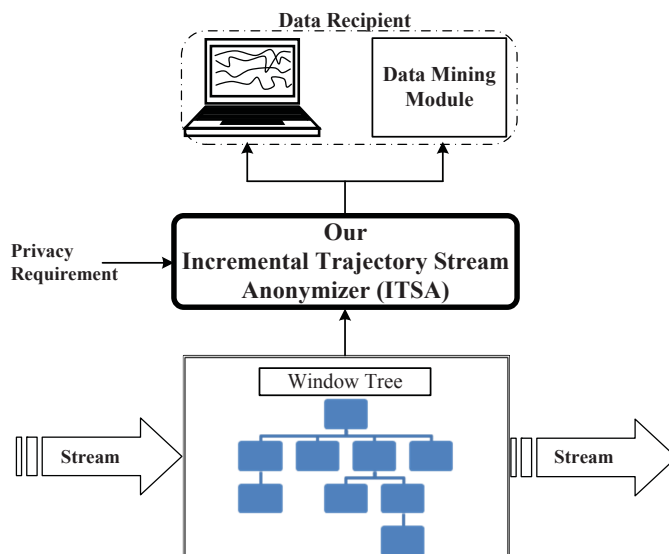 Data Recipient
Data Mining
Module
Privacy
Requirement
Our
Incremental Trajectory Stream
Anonymizer (ITSA)
Window Tree
Stream
Stream